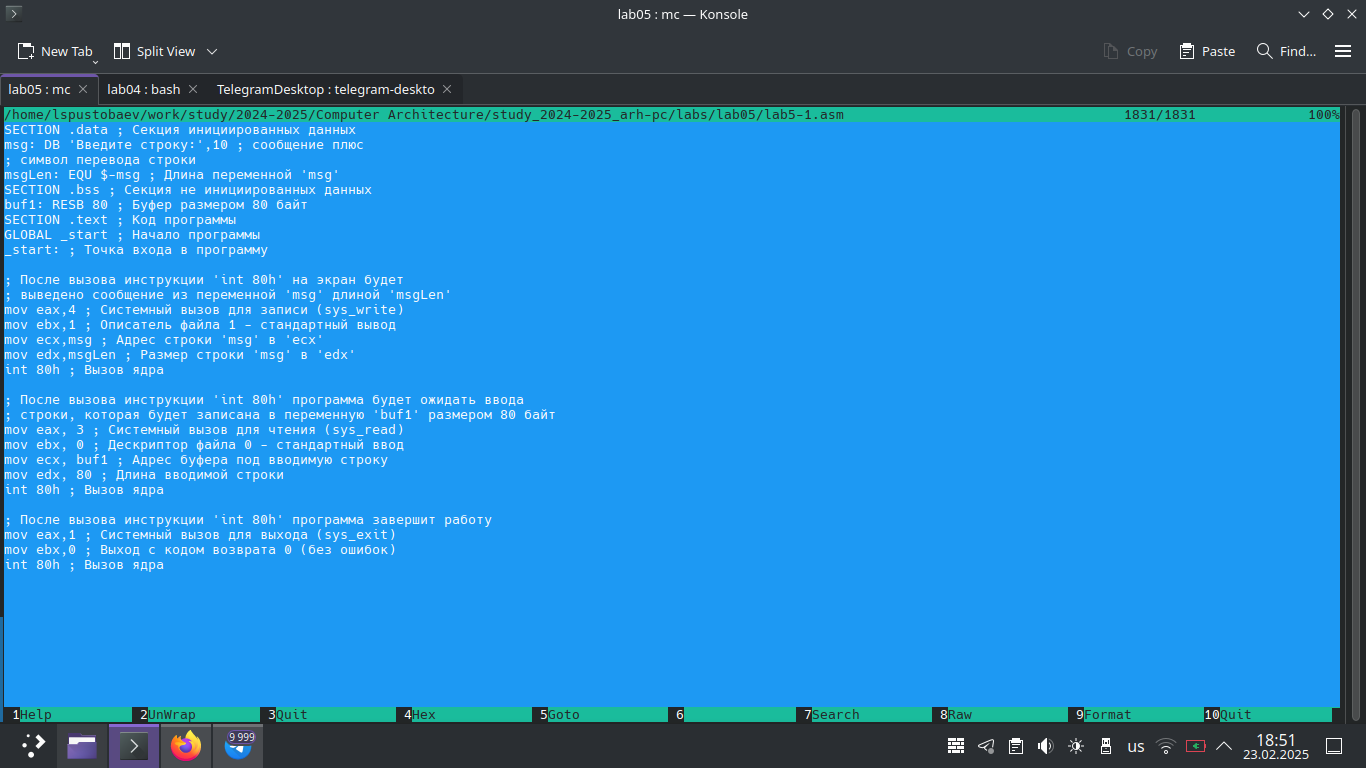 lab05 : mc — Konsole
New Tab
Split View
Copy
Paste
Find...
lab05 : mc
lab04 : bash
TelegramDesktop : telegram-deskto
/home/lspustobaev/work/study/2024-2025/Computer Architecture/study_2024-2025_arh-pc/labs/lab05/lab5-1.asm 1831/1831 100%
SECTION .data ; Секция инициированных данных
msg: DB 'Введите строку:',10 ; сообщение плюс
; символ перевода строки
msgLen: EQU $-msg ; Длина переменной 'msg'
SECTION .bss ; Секция не инициированных данных
buf1: RESB 80 ; Буфер размером 80 байт
SECTION .text ; Код программы
GLOBAL _start ; Начало программы
_start: ; Точка входа в программу
; После вызова инструкции 'int 80h' на экран будет
; выведено сообщение из переменной 'msg' длиной 'msgLen'
mov eax,4 ; Системный вызов для записи (sys_write)
mov ebx,1 ; Описатель файла 1 - стандартный вывод
mov ecx,msg ; Адрес строки 'msg' в 'ecx'
mov edx,msgLen ; Размер строки 'msg' в 'edx'
int 80h ; Вызов ядра
; После вызова инструкции 'int 80h' программа будет ожидать ввода
; строки, которая будет записана в переменную 'buf1' размером 80 байт
mov eax, 3 ; Системный вызов для чтения (sys_read)
mov ebx, 0 ; Дескриптор файла 0 - стандартный ввод
mov ecx, buf1 ; Адрес буфера под вводимую строку
mov edx, 80 ; Длина вводимой строки
int 80h ; Вызов ядра
; После вызова инструкции 'int 80h' программа завершит работу
mov eax,1 ; Системный вызов для выхода (sys_exit)
mov ebx,0 ; Выход с кодом возврата 0 (без ошибок)
int 80h ; Вызов ядра
1Help 2UnWrap 3Quit 4Hex 5Goto 6 7Search 8Raw 9Format 10Quit
9 999
us
18:51
23.02.2025